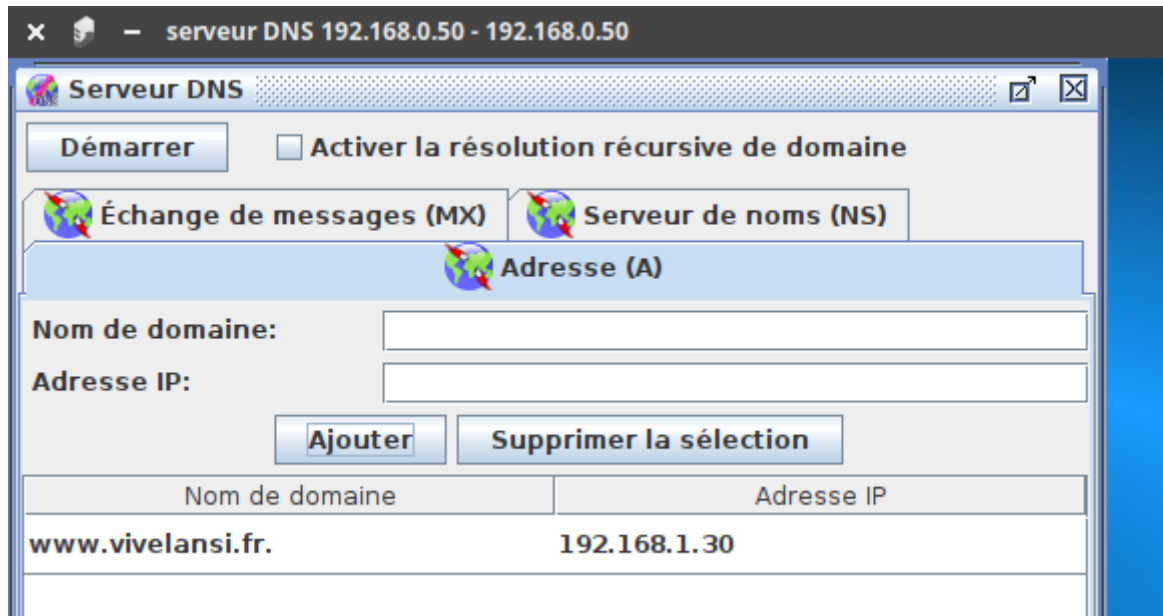 serveur DNS 192.168.0.50 - 192.168.0.50
Serveur DNS
Démarrer Activer la résolution récursive de domaine
Échange de messages (MX) Serveur de noms (NS)
Adresse (A)
Nom de domaine:
Adresse IP:
Ajouter Supprimer la sélection
Nom de domaine Adresse IP
www.vivelansi.fr. 192.168.1.30